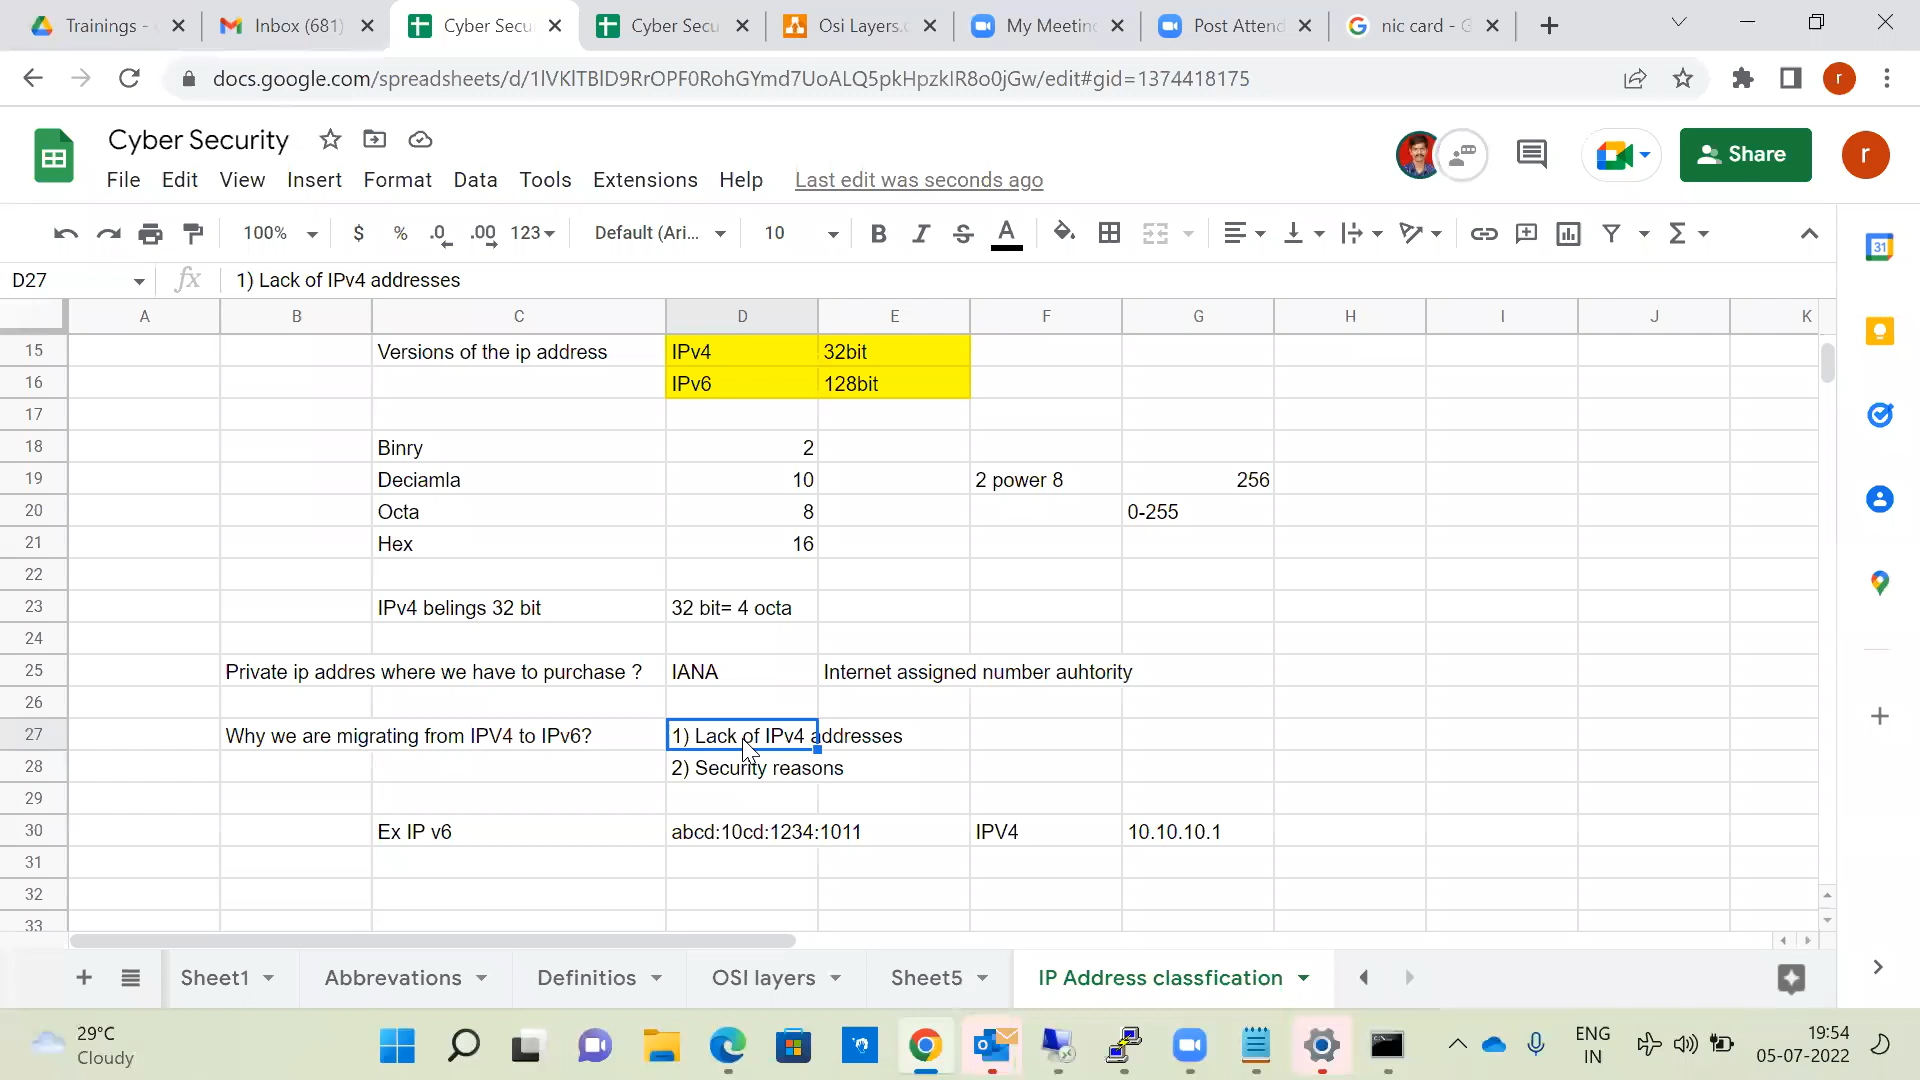 Trainings -
Inbox (681)
Cyber Secu
Cyber Secu
Osi Layers.
My Meetin
Post Attend
nic card - G
docs.google.com/spreadsheets/d/1lVKlTBlD9RrOPF0RohGYmd7UoALQ5pkHpzkIR8o0jGw/edit#gid=1374418175
r
Cyber Security
Share
r
File Edit View Insert Format Data Tools Extensions Help Last edit was seconds ago
100% $ % .0 .00 123 Default (Ari... 10 B I S A Σ
31
D27 fx 1) Lack of IPv4 addresses
A B C D E F G H I J K
15 Versions of the ip address IPv4 32bit
16 IPv6 128bit
17
18 Binry 2
19 Deciamla 10 2 power 8 256
20 Octa 8 0-255
21 Hex 16
22
23 IPv4 belings 32 bit 32 bit= 4 octa
24
25 Private ip addres where we have to purchase ? IANA Internet assigned number auhtority
26
27 Why we are migrating from IPV4 to IPv6? 1) Lack of IPv4 addresses
28 2) Security reasons
29
30 Ex IP v6 abcd:10cd:1234:1011 IPV4 10.10.10.1
31
32
33
Sheet1 Abbrevations Definitios OSI layers Sheet5 IP Address classfication
29°C
Cloudy
ENG
IN
19:54
05-07-2022